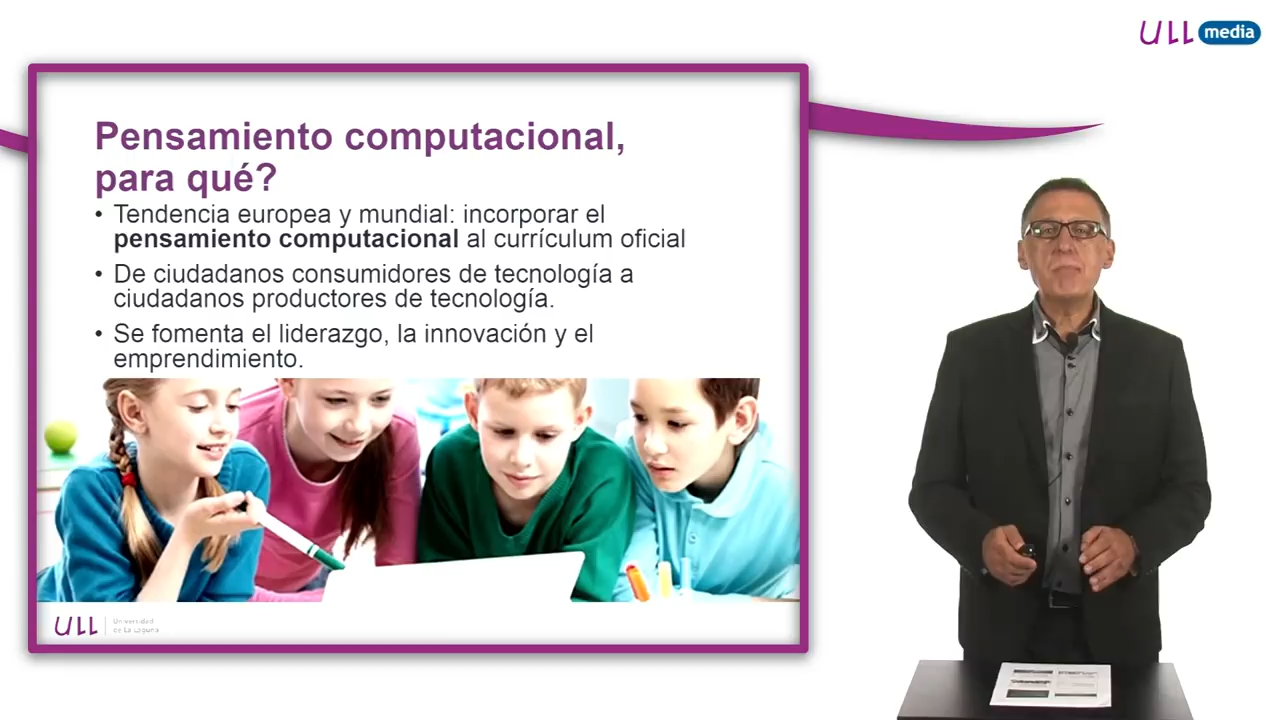 ULL media
Pensamiento computacional,
para qué?
• Tendencia europea y mundial: incorporar el
pensamiento computacional al currículum oficial
• De ciudadanos consumidores de tecnología a
ciudadanos productores de tecnología.
• Se fomenta el liderazgo, la innovación y el
emprendimiento.
ULL
Universidad
de La Laguna